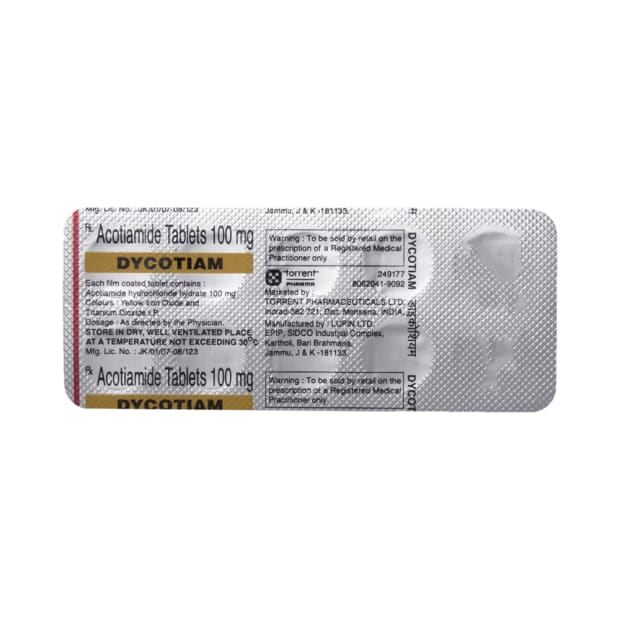 Mfg. Lic. No. : JK/01/07-08/123
Jammu, J & K -181133.
Rx Acotiamide Tablets 100 mg
DYCOTIAM
Each film coated tablet contains :
Acotiamide hydrochloride hydrate 100 mg
Colours : Yellow Iron Oxide and
Titanium Dioxide I.P.
Dosage : As directed by the Physician.
STORE IN DRY, WELL VENTILATED PLACE
AT A TEMPERATURE NOT EXCEEDING 30°C
Mfg. Lic. No. : JK/01/07-08/123
Warning : To be sold by retail on the
prescription of a Registered Medical
Practitioner only
torrent
PHARMA
249177
8062041-9092
Marketed by :
TORRENT PHARMACEUTICALS LTD.
Indrad-382 721, Dist. Mehsana, INDIA.
Manufactured by : LUPIN LTD.
EPIP, SIDCO Industrial Complex,
Kartholi, Bari Brahmana,
Jammu, J & K -181133.
DYCOTIAM
डाइकोटियम
DYCOT
Rx Acotiamide Tablets 100 mg
DYCOTIAM
Warning : To be sold by retail on the
prescription of a Registered Medical
Practitioner only